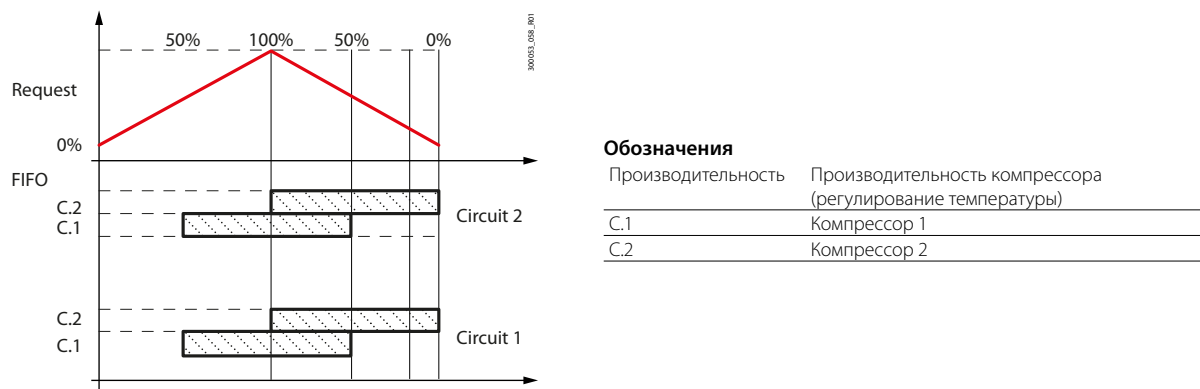 50% 100% 50% 0%
3000053_058_R01
Request
0%
FIFO
C.2
C.1
Circuit 2
C.2
C.1
Circuit 1
Обозначения
Производительность Производительность компрессора
(регулирование температуры)
C.1 Компрессор 1
C.2 Компрессор 2